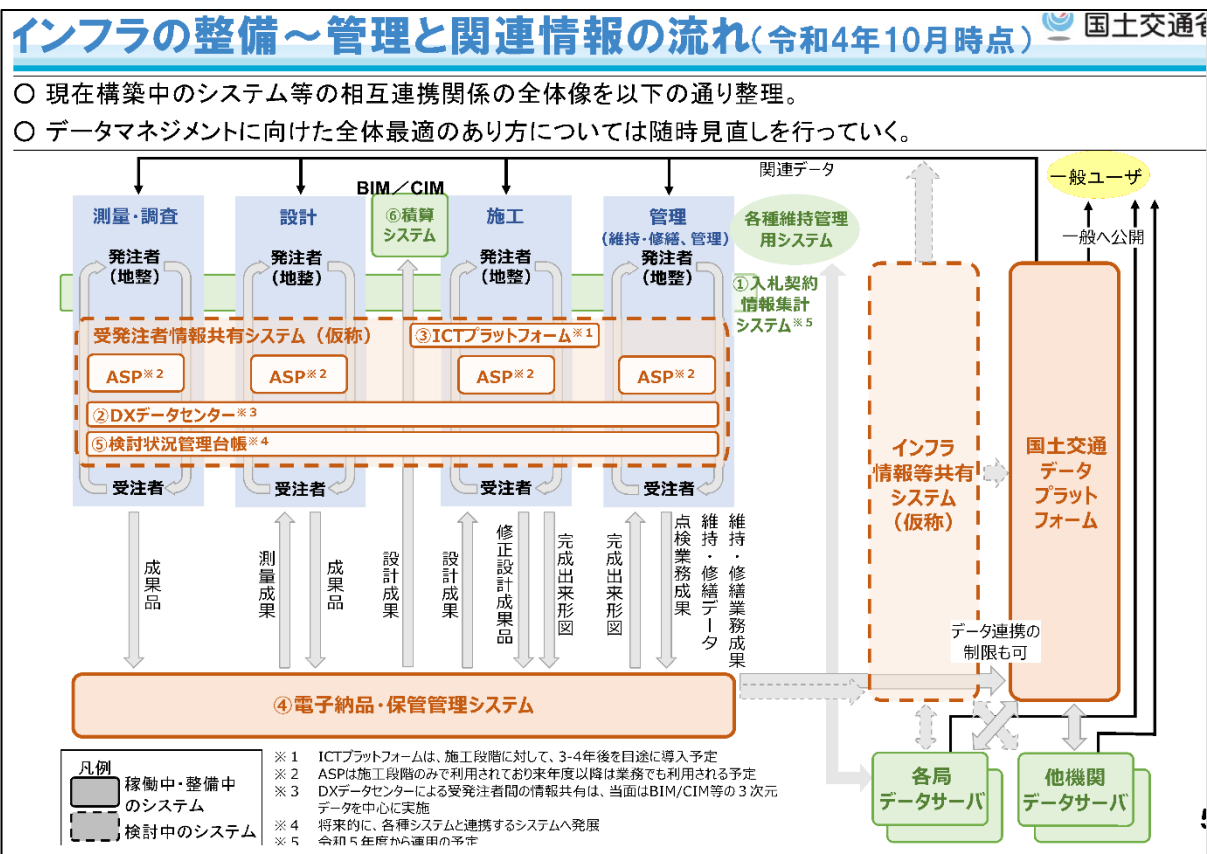 インフラの整備～管理と関連情報の流れ(令和4年10月時点)
国土交通省
○ 現在構築中のシステム等の相互連携関係の全体像を以下の通り整理。
○ データマネジメントに向けた全体最適のあり方については随時見直しを行っていく。
関連データ
一般ユーザ
一般へ公開
BIM／CIM
測量・調査
発注者
(地整)
設計
発注者
(地整)
⑥積算
システム
施工
発注者
(地整)
管理
(維持・修繕、管理)
発注者
(地整)
各種維持管理
用システム
①入札契約
情報集計
システム※5
受発注者情報共有システム（仮称）
③ICTプラットフォーム※1
ASP※2
ASP※2
ASP※2
ASP※2
②DXデータセンター※3
⑤検討状況管理台帳※4
受注者
受注者
受注者
受注者
インフラ
情報等共有
システム
(仮称)
国土交通
データ
プラット
フォーム
成果品
測量成果
成果品
設計成果
設計成果
修正設計成果品
完成出来形図
完成出来形図
点検業務成果
維持・修繕データ
維持・修繕業務成果
データ連携の
制限も可
④電子納品・保管管理システム
各局
データサーバ
他機関
データサーバ
凡例
稼働中・整備中
のシステム
検討中のシステム
※１　ICTプラットフォームは、施工段階に対して、3-4年後を目途に導入予定
※２　ASPは施工段階のみで利用されており来年度以降は業務でも利用される予定
※３　DXデータセンターによる受発注者間の情報共有は、当面はBIM/CIM等の３次元
データを中心に実施
※４　将来的に、各種システムと連携するシステムへ発展
※５　令和５年度から運用の予定